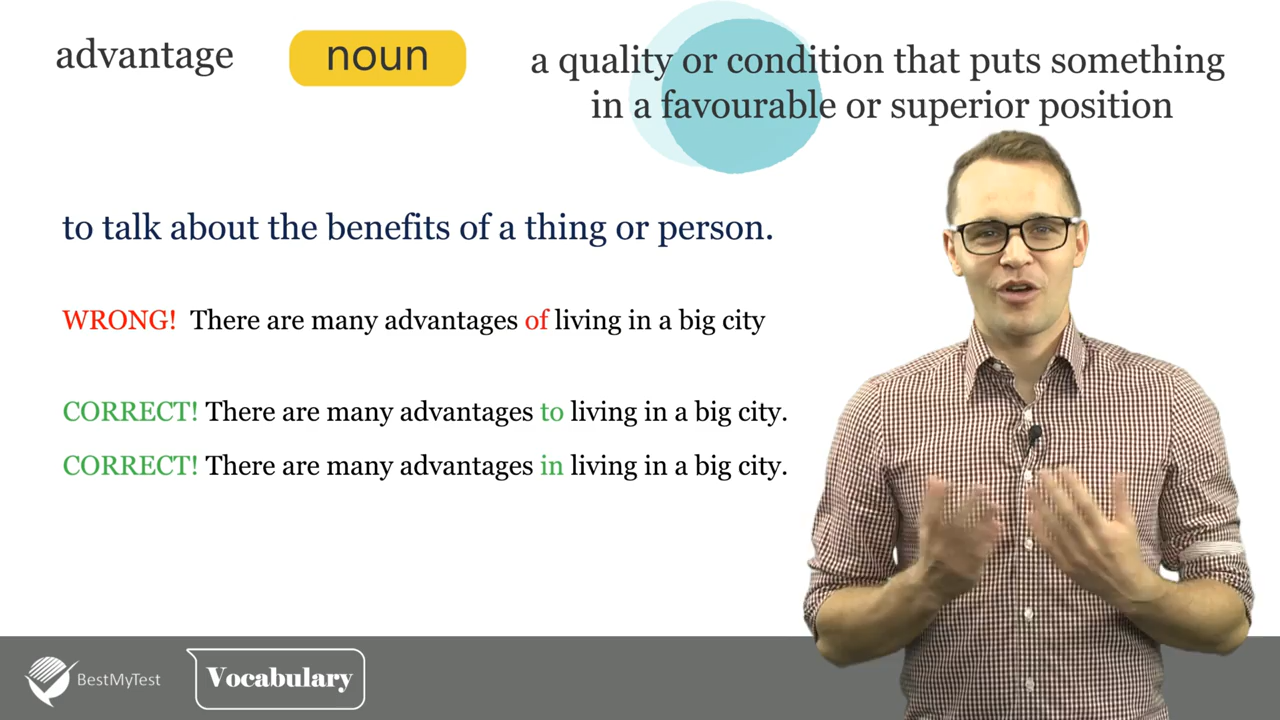 advantage
noun
a quality or condition that puts something
in a favourable or superior position
to talk about the benefits of a thing or person.
WRONG! There are many advantages of living in a big city
CORRECT! There are many advantages to living in a big city.
CORRECT! There are many advantages in living in a big city.
BestMyTest
Vocabulary